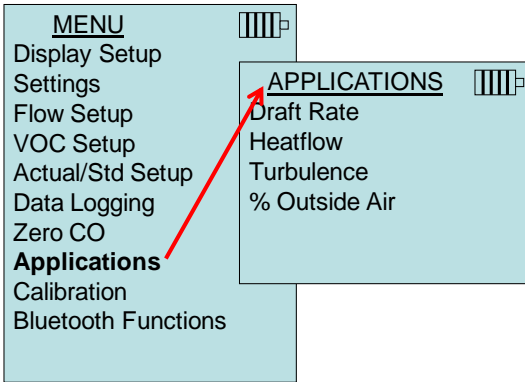 MENU
Display Setup
Settings
Flow Setup
VOC Setup
Actual/Std Setup
Data Logging
Zero CO
Applications
Calibration
Bluetooth Functions
APPLICATIONS
Draft Rate
Heatflow
Turbulence
% Outside Air